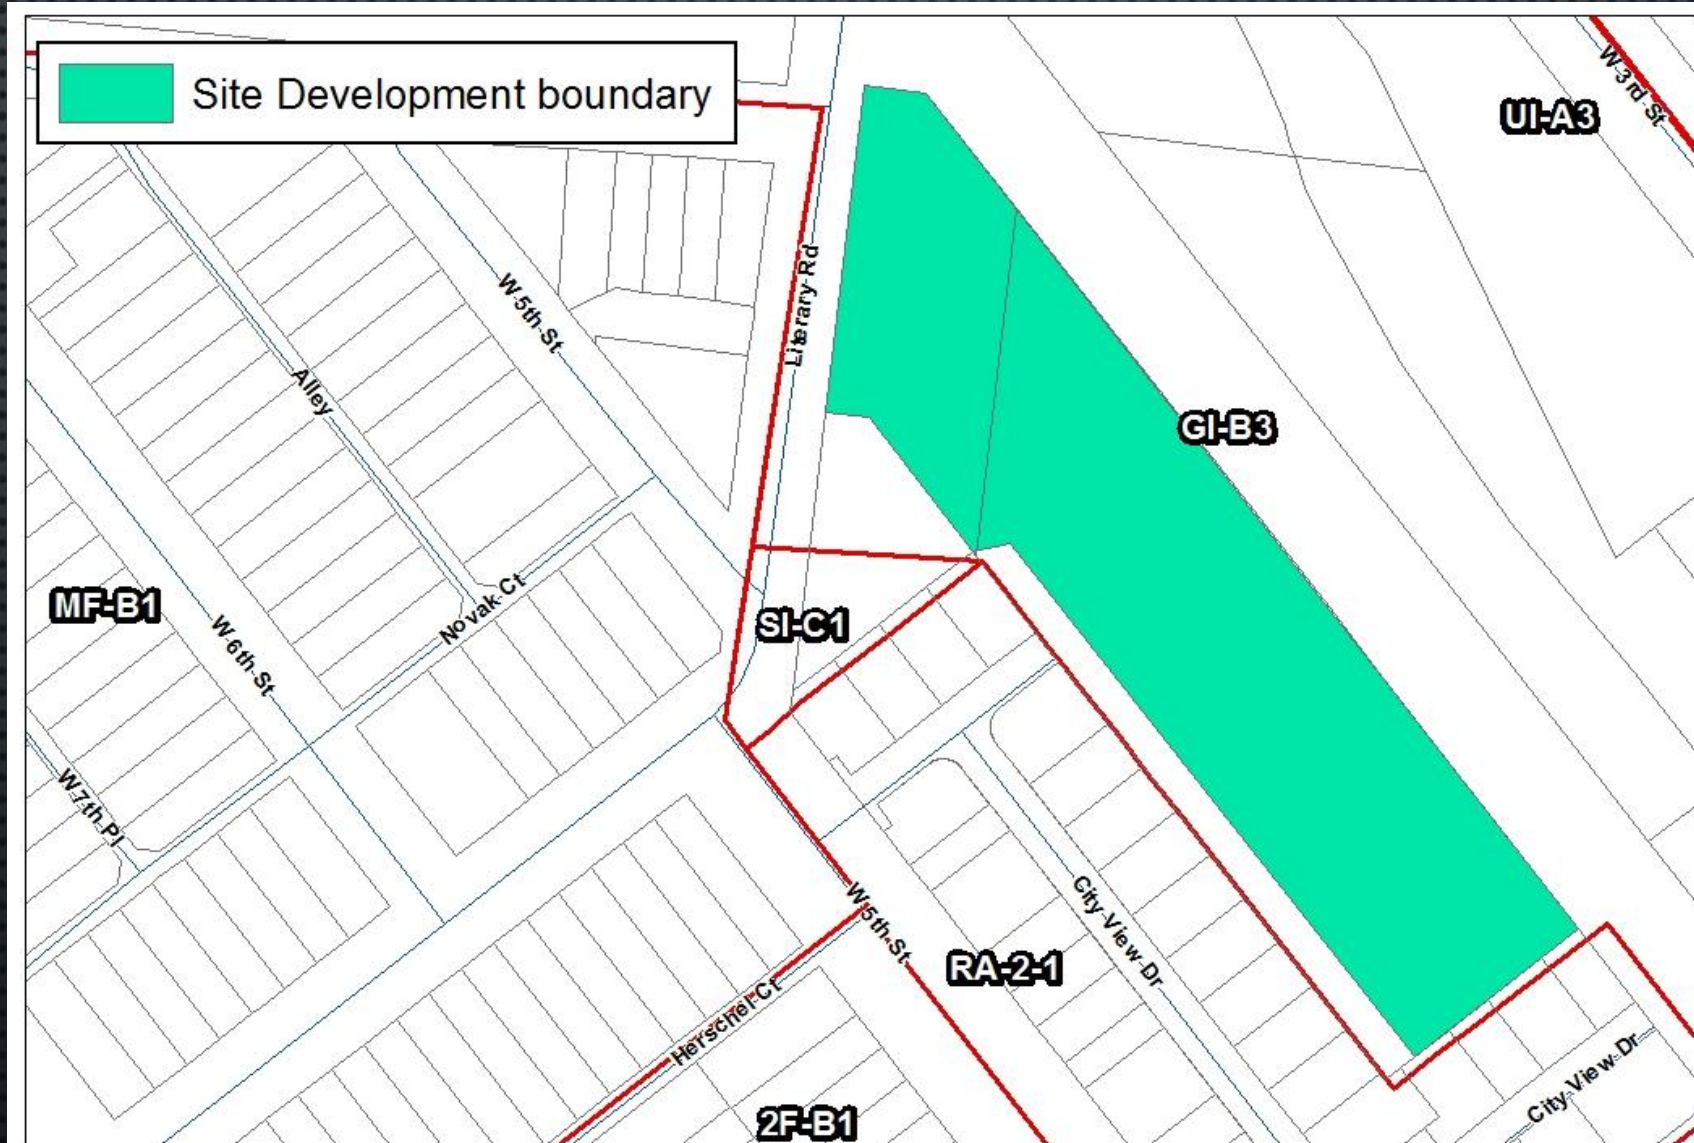 Site Development boundary
W 3rd St
UI-A3
Literary Rd
W 5th St
Alley
GI-B3
MF-B1
Novak Ct
SI-C1
W 6th St
W 7th Pl
W 5th St
City View Dr
RA-2-1
Herschel Ct
City View Dr
2F-B1